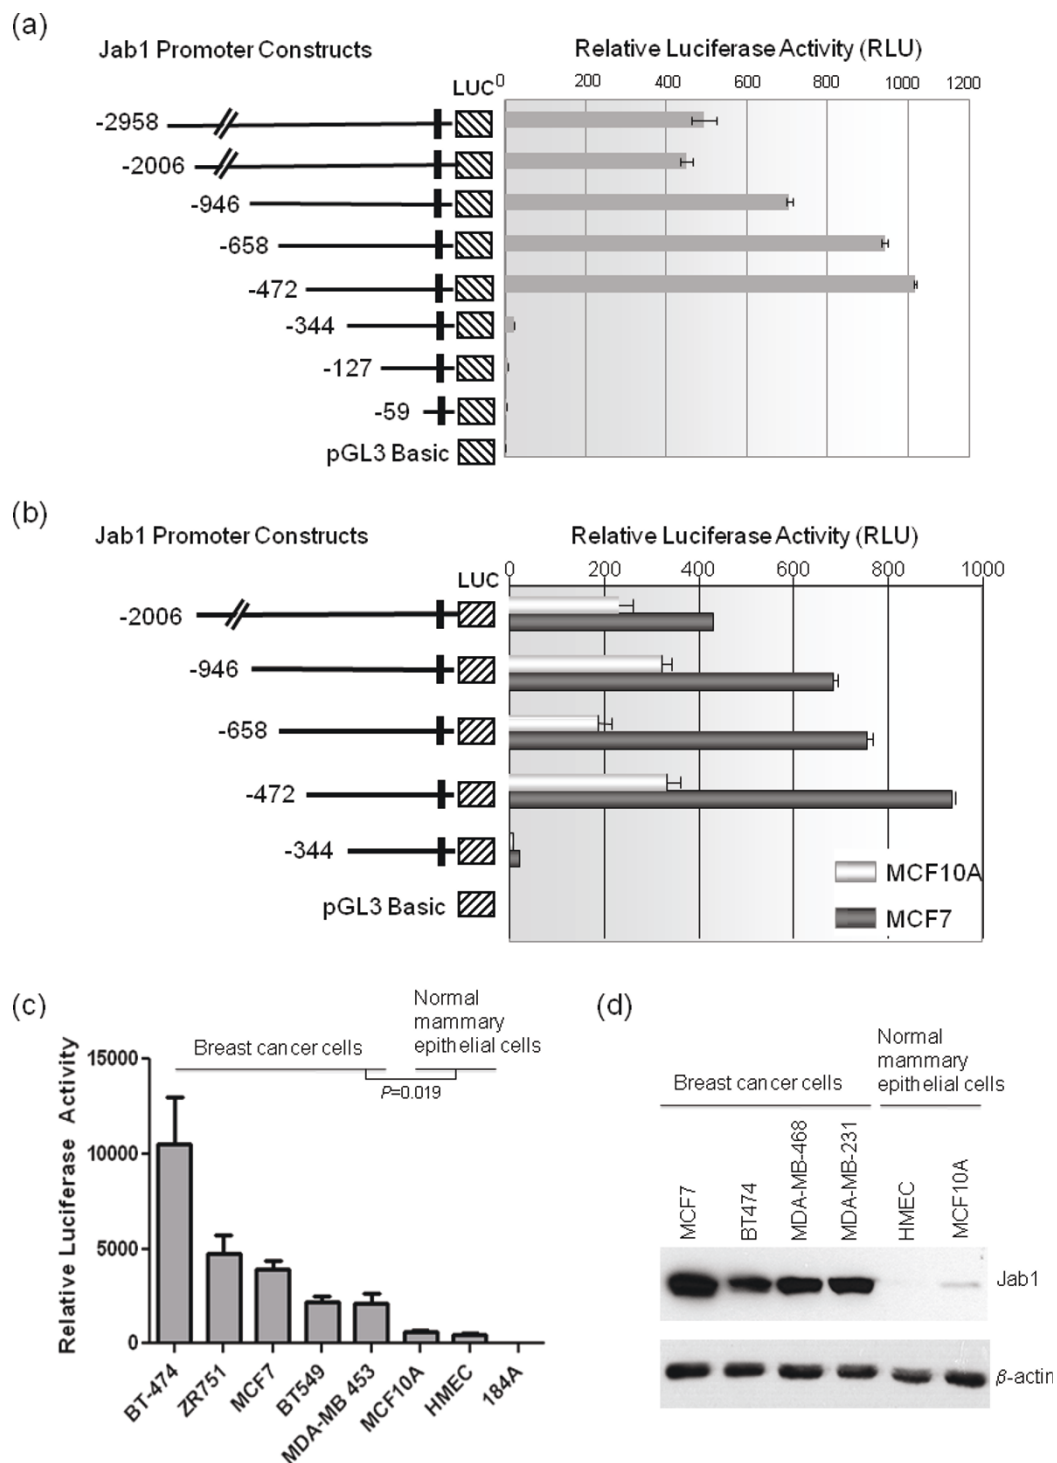 (a)
Jab1 Promoter Constructs
Relative Luciferase Activity (RLU)
LUC
0 200 400 600 800 1000 1200
-2958
-2006
-946
-658
-472
-344
-127
-59
pGL3 Basic
(b)
Jab1 Promoter Constructs
Relative Luciferase Activity (RLU)
LUC
0 200 400 600 800 1000
-2006
-946
-658
-472
-344
pGL3 Basic
MCF10A
MCF7
(c)
Normal
mammary
epithelial cells
Breast cancer cells
P=0.019
Relative Luciferase Activity
15000
10000
5000
0
BT-474
ZR751
MCF7
BT549
MDA-MB 453
MCF10A
HMEC
184A
(d)
Normal
mammary
epithelial cells
Breast cancer cells
MCF7
BT474
MDA-MB-468
MDA-MB-231
HMEC
MCF10A
Jab1
β-actin